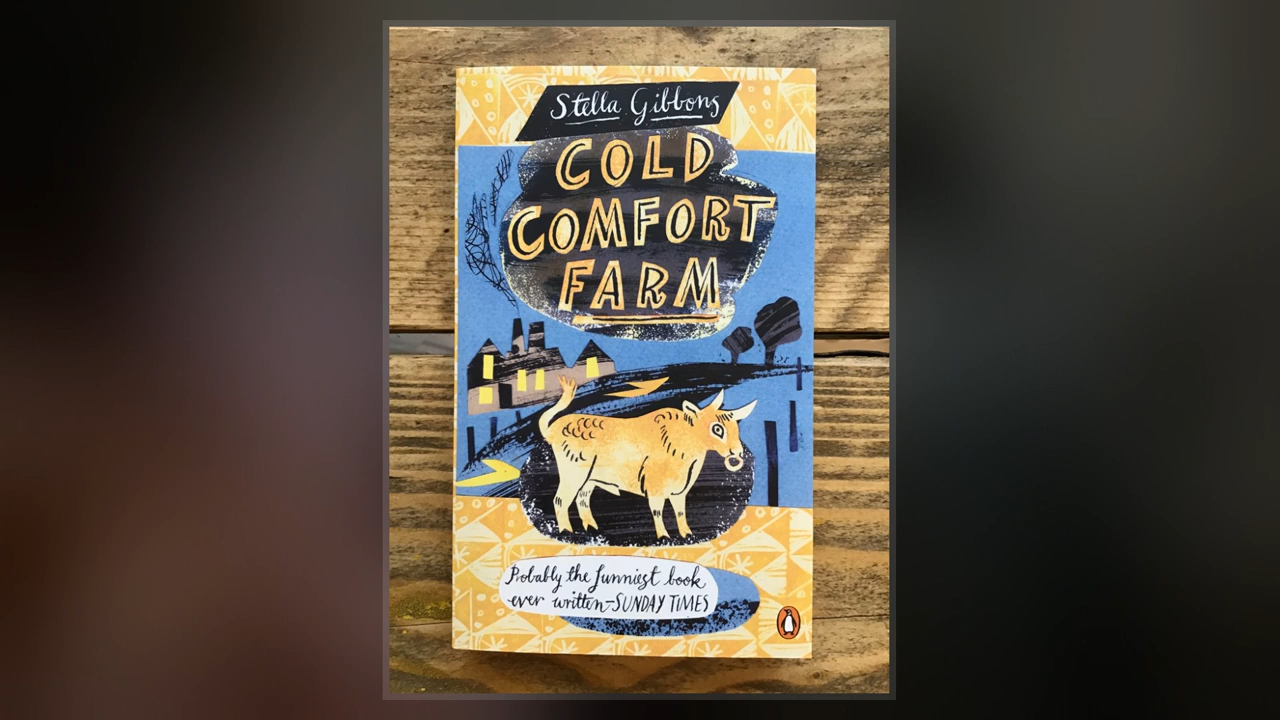 Stella Gibbons
COLD
COMFORT
FARM
Probably the funniest book
ever written-SUNDAY TIMES